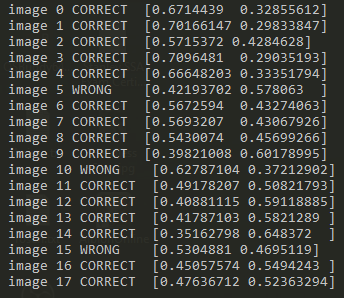 image 0 CORRECT [0.6714439 0.32855612]
image 1 CORRECT [0.70166147 0.29833847]
image 2 CORRECT [0.5715372 0.4284628]
image 3 CORRECT [0.7096481 0.29035193]
image 4 CORRECT [0.66648203 0.33351794]
image 5 WRONG [0.42193702 0.578063 ]
image 6 CORRECT [0.5672594 0.43274063]
image 7 CORRECT [0.5693207 0.43067926]
image 8 CORRECT [0.5430074 0.45699266]
image 9 CORRECT [0.39821008 0.60178995]
image 10 WRONG [0.62787104 0.37212902]
image 11 CORRECT [0.49178207 0.50821793]
image 12 CORRECT [0.40881115 0.59118885]
image 13 CORRECT [0.41787103 0.5821289 ]
image 14 CORRECT [0.35162798 0.648372 ]
image 15 WRONG [0.5304881 0.4695119]
image 16 CORRECT [0.45057574 0.5494243 ]
image 17 CORRECT [0.47636712 0.52363294]